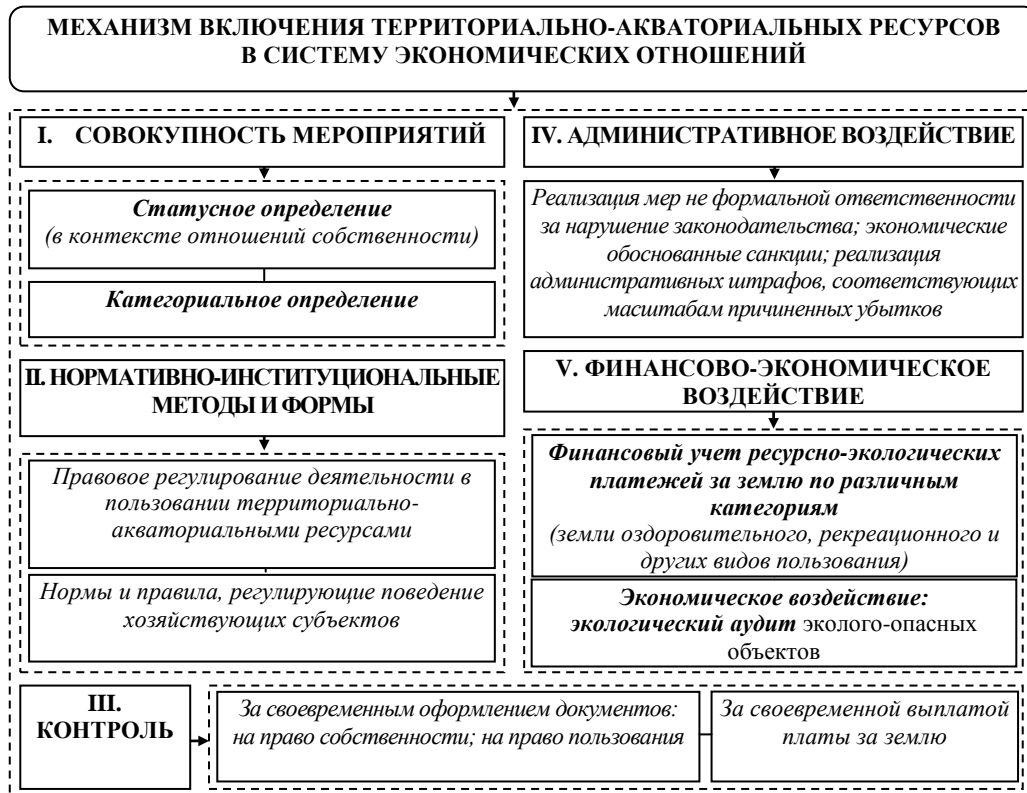 МЕХАНИЗМ ВКЛЮЧЕНИЯ ТЕРРИТОРИАЛЬНО-АКВАТОРИАЛЬНЫХ РЕСУРСОВ
В СИСТЕМУ ЭКОНОМИЧЕСКИХ ОТНОШЕНИЙ
I. СОВОКУПНОСТЬ МЕРОПРИЯТИЙ
Статусное определение
(в контексте отношений собственности)
Категориальное определение
II. НОРМАТИВНО-ИНСТИТУЦИОНАЛЬНЫЕ
МЕТОДЫ И ФОРМЫ
Правовое регулирование деятельности в
пользовании территориально-
акваториальными ресурсами
Нормы и правила, регулирующие поведение
хозяйствующих субъектов
IV. АДМИНИСТРАТИВНОЕ ВОЗДЕЙСТВИЕ
Реализация мер не формальной ответственности
за нарушение законодательства; экономические
обоснованные санкции; реализация
административных штрафов, соответствующих
масштабам причиненных убытков
V. ФИНАНСОВО-ЭКОНОМИЧЕСКОЕ
ВОЗДЕЙСТВИЕ
Финансовый учет ресурсно-экологических
платежей за землю по различным
категориям
(земли оздоровительного, рекреационного и
других видов пользования)
Экономическое воздействие:
экологический аудит эколого-опасных
объектов
III.
КОНТРОЛЬ
За своевременным оформлением документов:
на право собственности; на право пользования
За своевременной выплатой
платы за землю